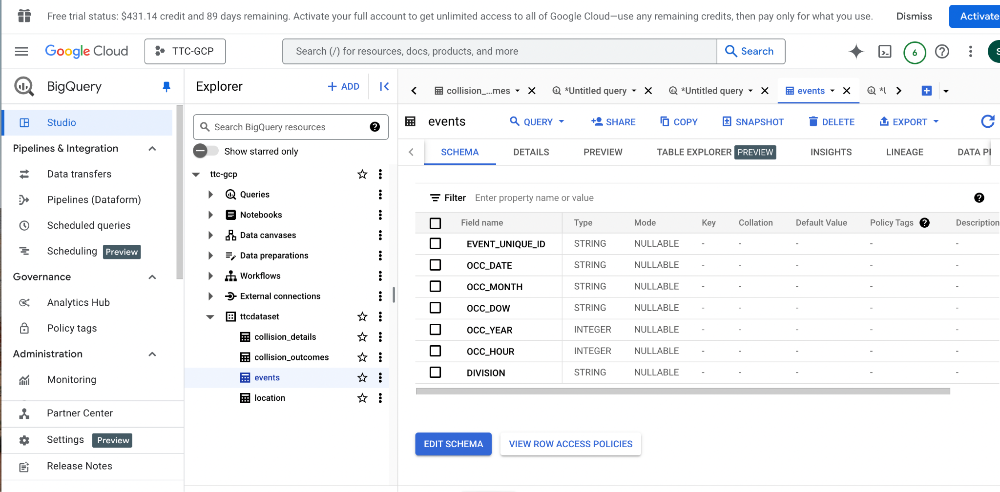 Free trial status: $431.14 credit and 89 days remaining. Activate your full account to get unlimited access to all of Google Cloud—use any remaining credits, then pay only for what you use.
Dismiss
Activate
Google Cloud
TTC-GCP
Search (/) for resources, docs, products, and more
Search
6
S
BigQuery
Studio
Pipelines & Integration
Data transfers
Pipelines (Dataform)
Scheduled queries
Scheduling Preview
Governance
Analytics Hub
Policy tags
Administration
Monitoring
Partner Center
Settings Preview
Release Notes
Explorer
+ ADD
Search BigQuery resources
Show starred only
ttc-gcp
Queries
Notebooks
Data canvases
Data preparations
Workflows
External connections
ttcdataset
collision_details
collision_outcomes
events
location
collision_...mes
*Untitled query
*Untitled query
events
events
QUERY
SHARE
COPY
SNAPSHOT
DELETE
EXPORT
SCHEMA DETAILS PREVIEW TABLE EXPLORER PREVIEW INSIGHTS LINEAGE DATA
Filter Enter property name or value
Field name Type Mode Key Collation Default Value Policy Tags Description
EVENT_UNIQUE_ID STRING NULLABLE - - - - -
OCC_DATE STRING NULLABLE - - - - -
OCC_MONTH STRING NULLABLE - - - - -
OCC_DOW STRING NULLABLE - - - - -
OCC_YEAR INTEGER NULLABLE - - - - -
OCC_HOUR INTEGER NULLABLE - - - - -
DIVISION STRING NULLABLE - - - - -
EDIT SCHEMA
VIEW ROW ACCESS POLICIES